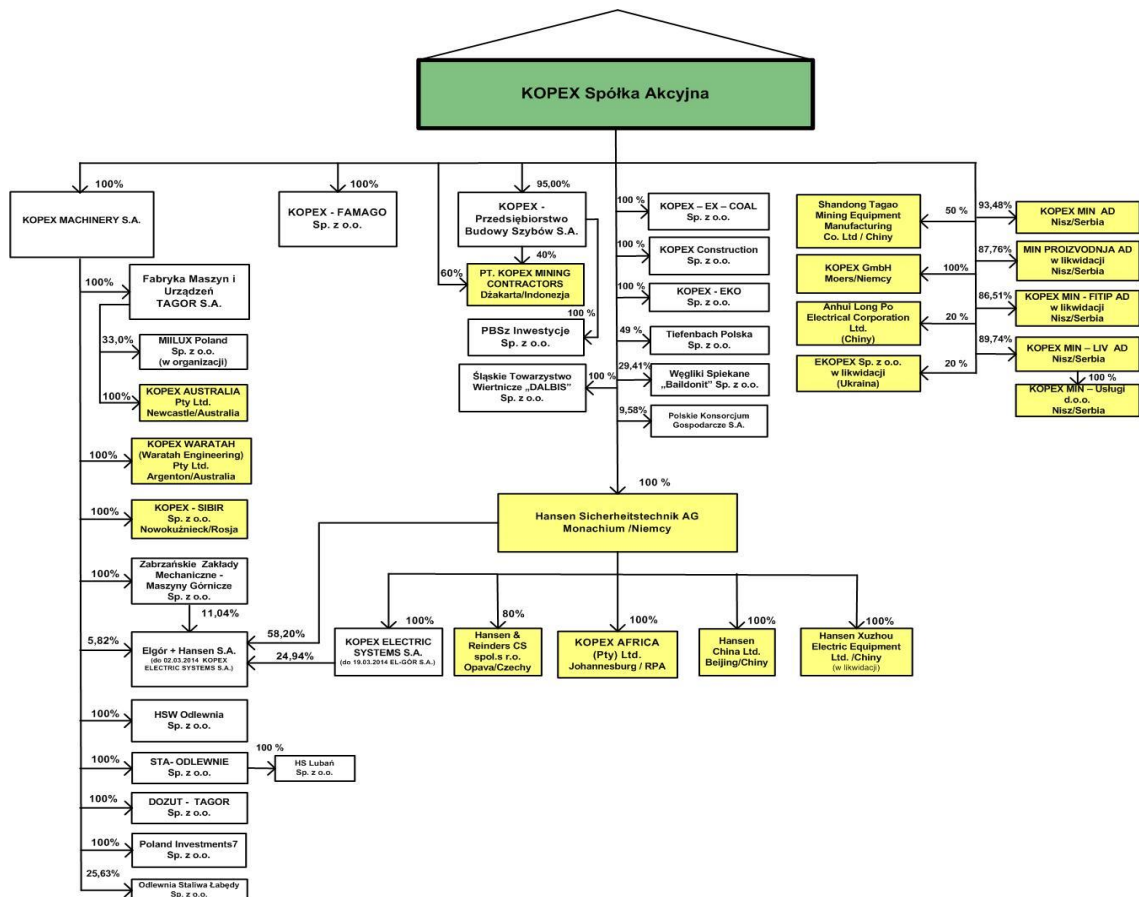 KOPEX Spółka Akcyjna
100%
KOPEX MACHINERY S.A.
100%
KOPEX - FAMAGO
Sp. z o.o.
95,00%
KOPEX -
Przedsiębiorstwo
Budowy Szybów S.A.
40%
60%
PT. KOPEX MINING
CONTRACTORS
Dżakarta/Indonezja
100 %
PBSz Inwestycje
Sp. z o.o.
100 %
Śląskie Towarzystwo
Wiertnicze „DALBIS"
Sp. z o.o.
100 %
KOPEX – EX – COAL
Sp. z o.o.
100 %
KOPEX Construction
Sp. z o.o.
100 %
KOPEX - EKO
Sp. z o.o.
49 %
Tiefenbach Polska
Sp. z o.o.
29,41%
Węgliki Spiekane
„Baildonit" Sp. z o.o.
9,58%
Polskie Konsorcjum
Gospodarcze S.A.
Shandong Tagao
Mining Equipment
Manufacturing
Co. Ltd / Chiny
50 %
KOPEX GmbH
Moers/Niemcy
100%
Anhui Long Po
Electrical Corporation
Ltd.
(Chiny)
20 %
EKOPEX Sp. z o.o.
w likwidacji
(Ukraina)
20 %
93,48%
KOPEX MIN AD
Nisz/Serbia
87,76%
MIN PROIZVODNJA AD
w likwidacji
Nisz/Serbia
86,51%
KOPEX MIN - FITIP AD
w likwidacji
Nisz/Serbia
89,74%
KOPEX MIN – LIV AD
Nisz/Serbia
100 %
KOPEX MIN – Usługi
d.o.o.
Nisz/Serbia
100%
Fabryka Maszyn i
Urządzeń
TAGOR S.A.
33,0%
MIILUX Poland
Sp. z o.o.
(w organizacji)
100%
KOPEX AUSTRALIA
Pty Ltd.
Newcastle/Australia
100%
KOPEX WARATAH
(Waratah Engineering)
Pty Ltd.
Argenton/Australia
100%
KOPEX - SIBIR
Sp. z o.o.
Nowokuźnieck/Rosja
100%
Zabrzańskie Zakłady
Mechaniczne -
Maszyny Górnicze
Sp. z o.o.
11,04%
5,82%
Elgór + Hansen S.A.
(do 02.03.2014 KOPEX
ELECTRIC SYSTEMS S.A.)
58,20%
24,94%
100 %
Hansen Sicherheitstechnik AG
Monachium /Niemcy
100%
KOPEX ELECTRIC
SYSTEMS S.A.
(do 19.03.2014 EL-GÓR S.A.)
80%
Hansen &
Reinders CS
spol.s r.o.
Opava/Czechy
100%
KOPEX AFRICA
(Pty) Ltd.
Johannesburg / RPA
100%
Hansen
China Ltd.
Beijing/Chiny
100%
Hansen Xuzhou
Electric Equipment
Ltd. /Chiny
(w likwidacji)
100%
HSW Odlewnia
Sp. z o.o.
100%
STA- ODLEWNIE
Sp. z o.o.
100 %
HS Lubań
Sp. z o.o.
100%
DOZUT - TAGOR
Sp. z o.o.
100%
Poland Investments7
Sp. z o.o.
25,63%
Odlewnia Staliwa Łabędy
Sp. z o.o.